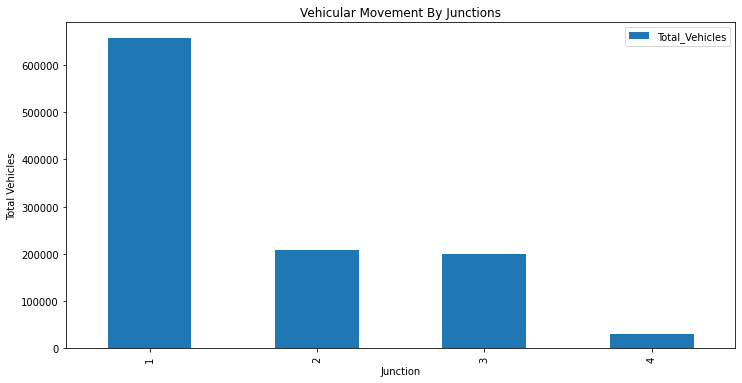 Vehicular Movement By Junctions
Total_Vehicles
600000
500000
400000
300000
200000
100000
0
Total Vehicles
1
2
3
4
Junction